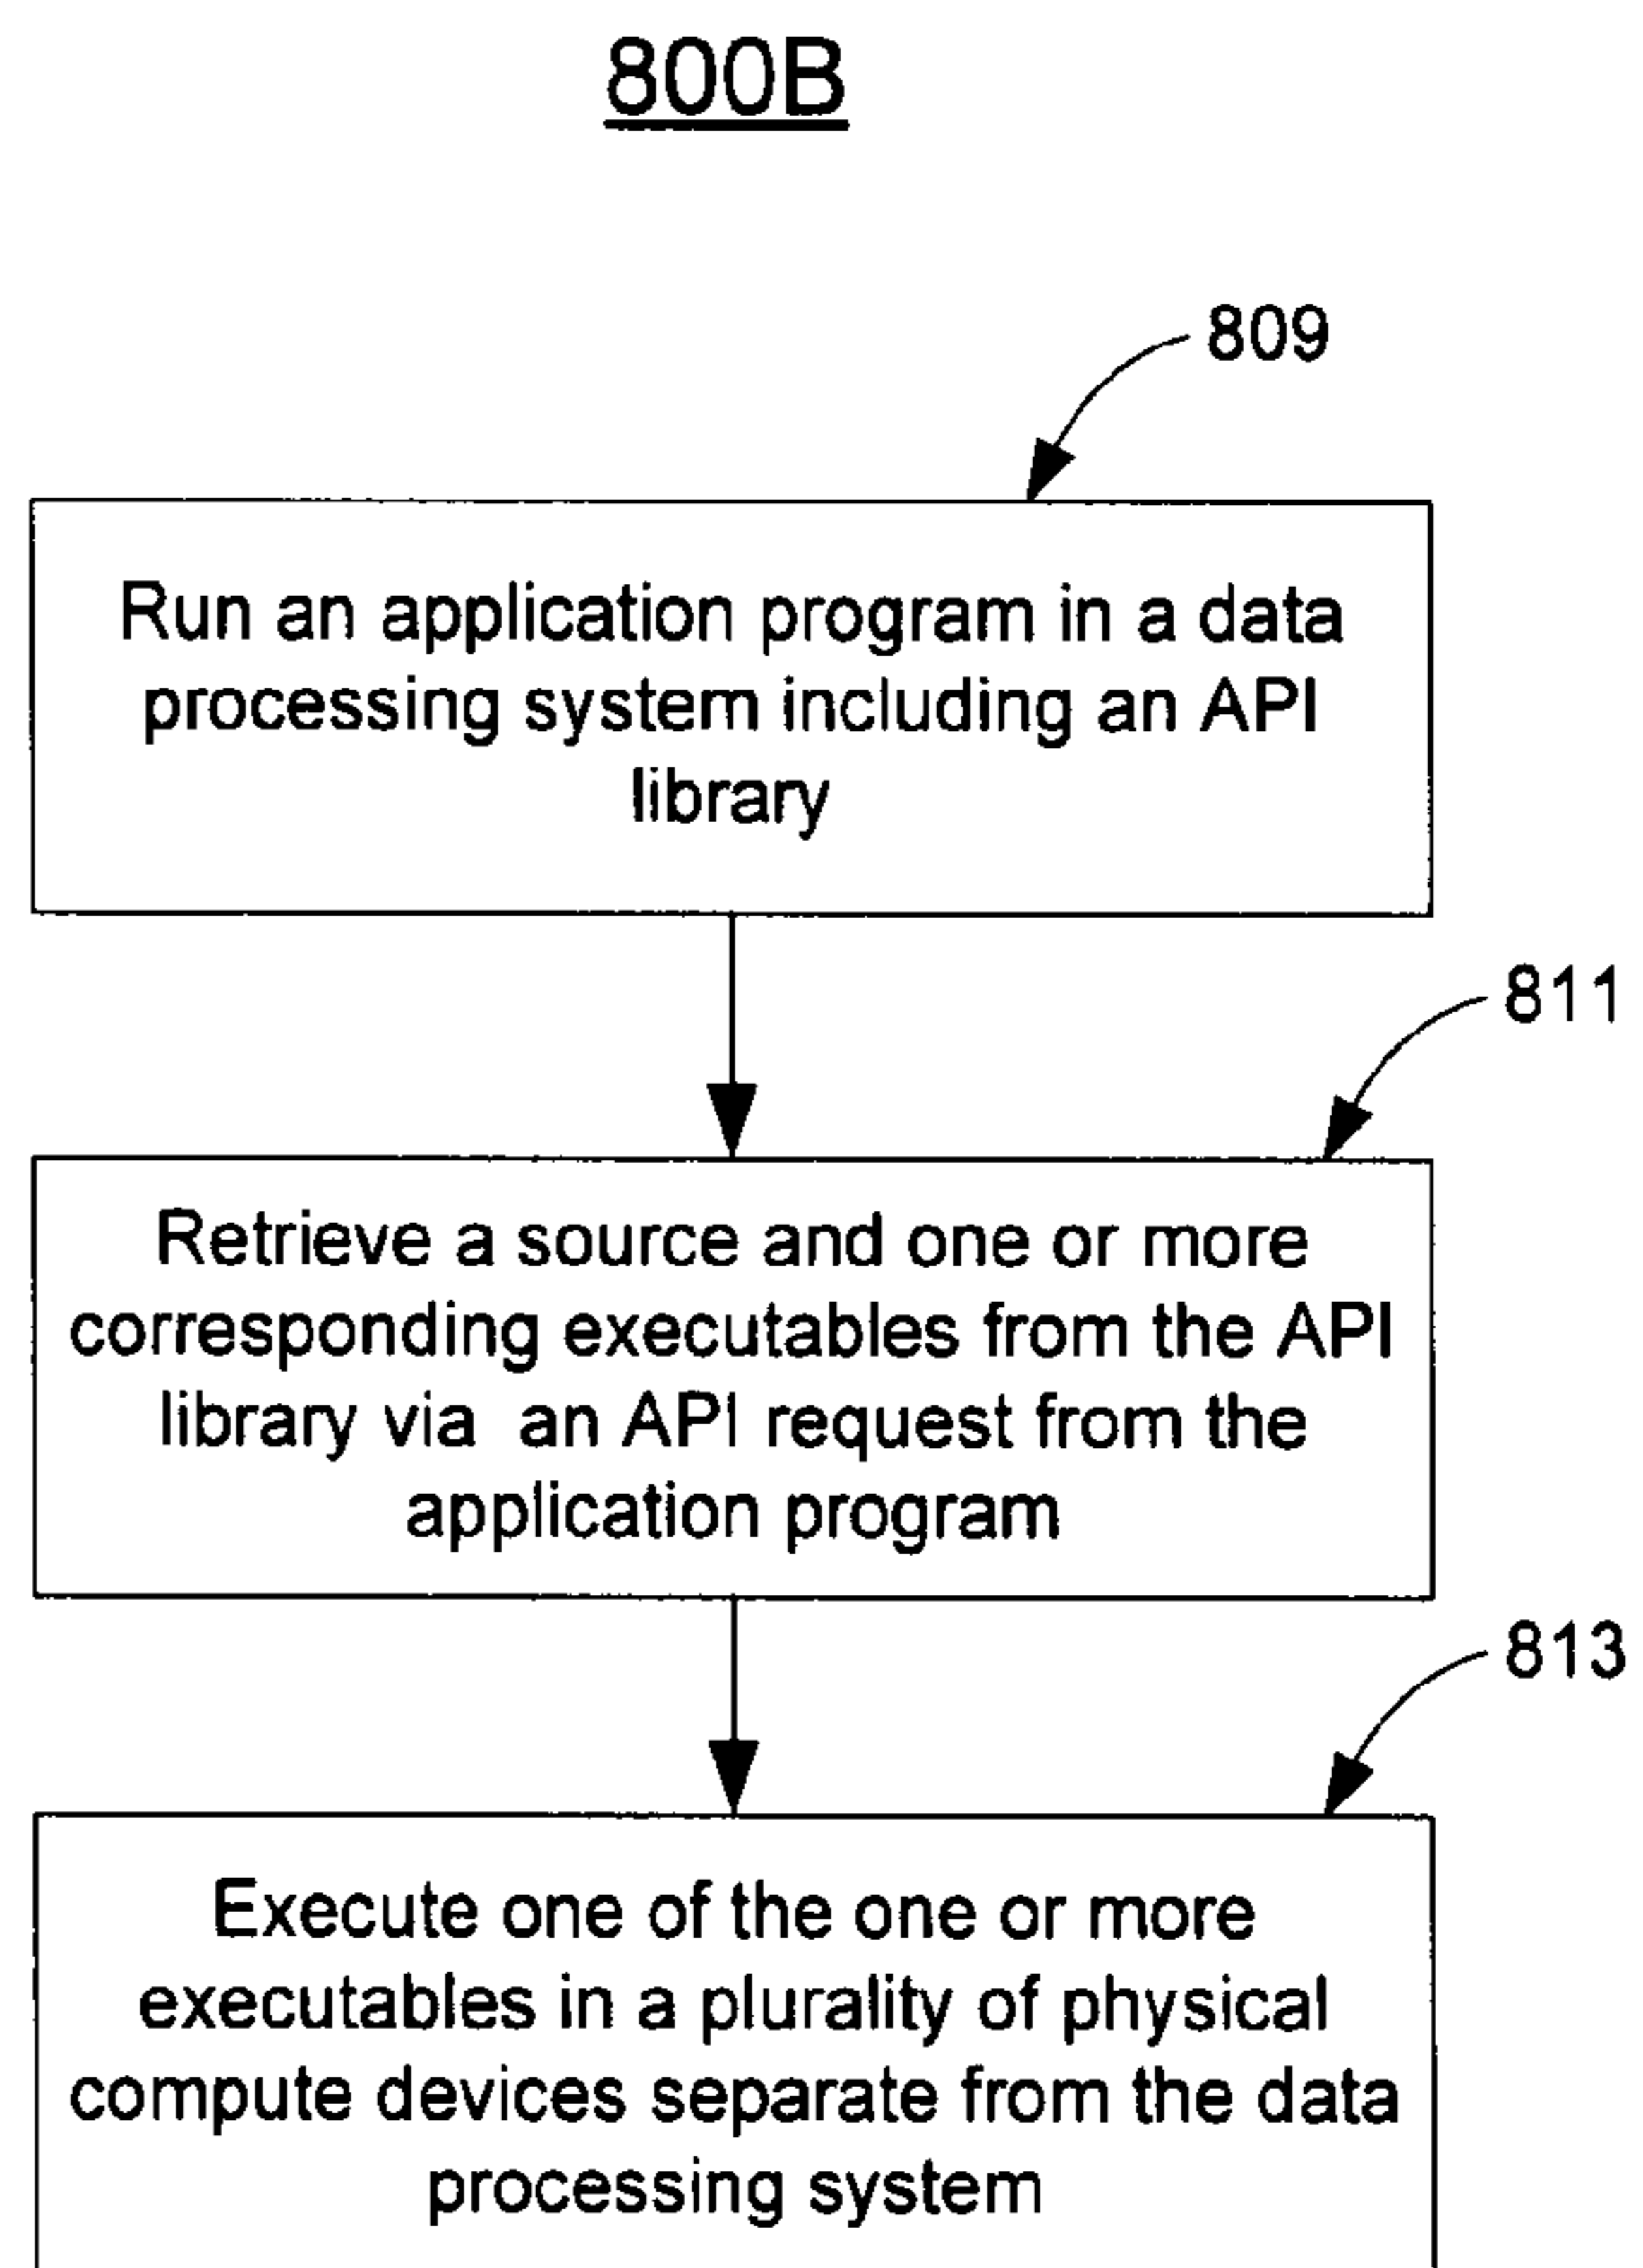 800B
809
Run an application program in a data
processing system including an API
library
811
Retrieve a source and one or more
corresponding executables from the API
library via an API request from the
application program
813
Execute one of the one or more
executables in a plurality of physical
compute devices separate from the data
processing system